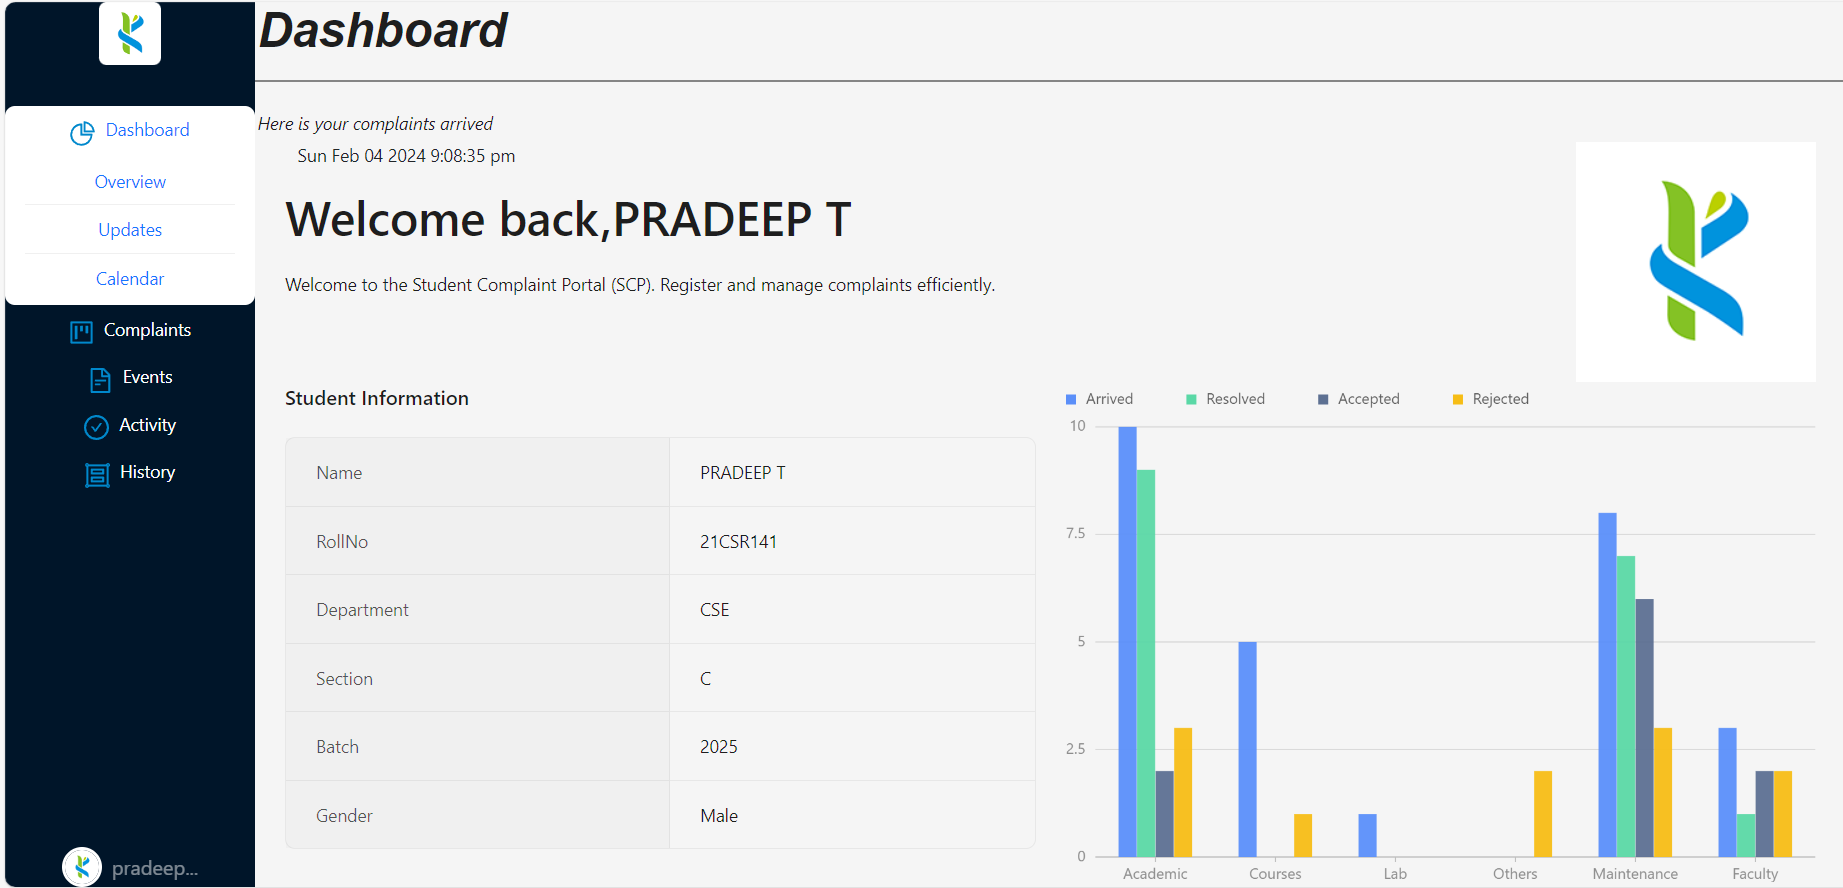 Dashboard
Dashboard
Overview
Updates
Calendar
Complaints
Events
Activity
History
pradeep...
Here is your complaints arrived
Sun Feb 04 2024 9:08:35 pm
Welcome back,PRADEEP T
Welcome to the Student Complaint Portal (SCP). Register and manage complaints efficiently.
Student Information
Name PRADEEP T
RollNo 21CSR141
Department CSE
Section C
Batch 2025
Gender Male
Arrived Resolved Accepted Rejected
10
7.5
5
2.5
0
Academic Courses Lab Others Maintenance Faculty